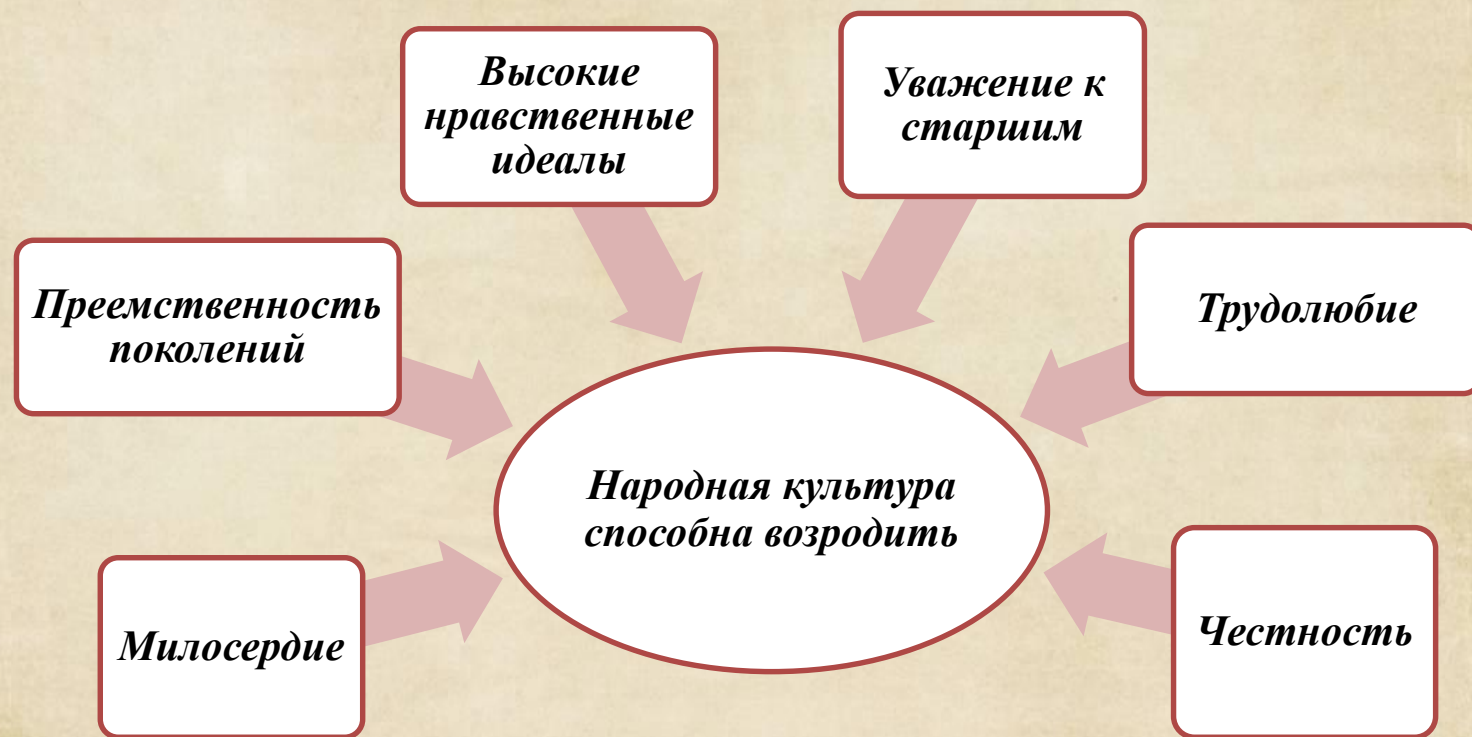 Высокие
нравственные
идеалы
Уважение к
старшим
Преемственность
поколений
Трудолюбие
Народная культура
способна возродить
Милосердие
Честность